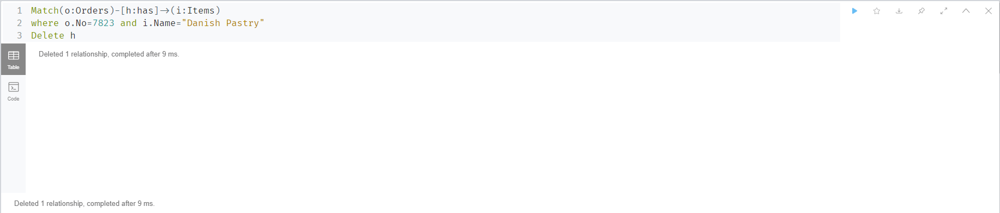 1 Match(o:Orders)-[h:has]→(i:Items)
2 where o.No=7823 and i.Name="Danish Pastry"
3 Delete h
Table
Deleted 1 relationship, completed after 9 ms.
Code
Deleted 1 relationship, completed after 9 ms.